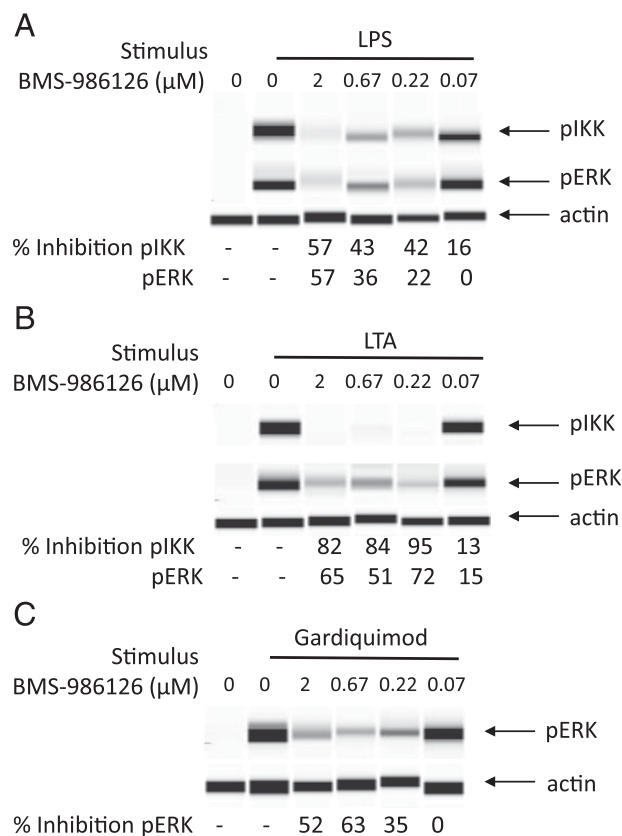 A
Stimulus LPS
BMS-986126 (μM) 0 0 2 0.67 0.22 0.07
pIKK
pERK
actin
% Inhibition pIKK - - 57 43 42 16
pERK - - 57 36 22 0
B
Stimulus LTA
BMS-986126 (μM) 0 0 2 0.67 0.22 0.07
pIKK
pERK
actin
% Inhibition pIKK - - 82 84 95 13
pERK - - 65 51 72 15
C
Stimulus Gardiquimod
BMS-986126 (μM) 0 0 2 0.67 0.22 0.07
pERK
actin
% Inhibition pERK - - 52 63 35 0